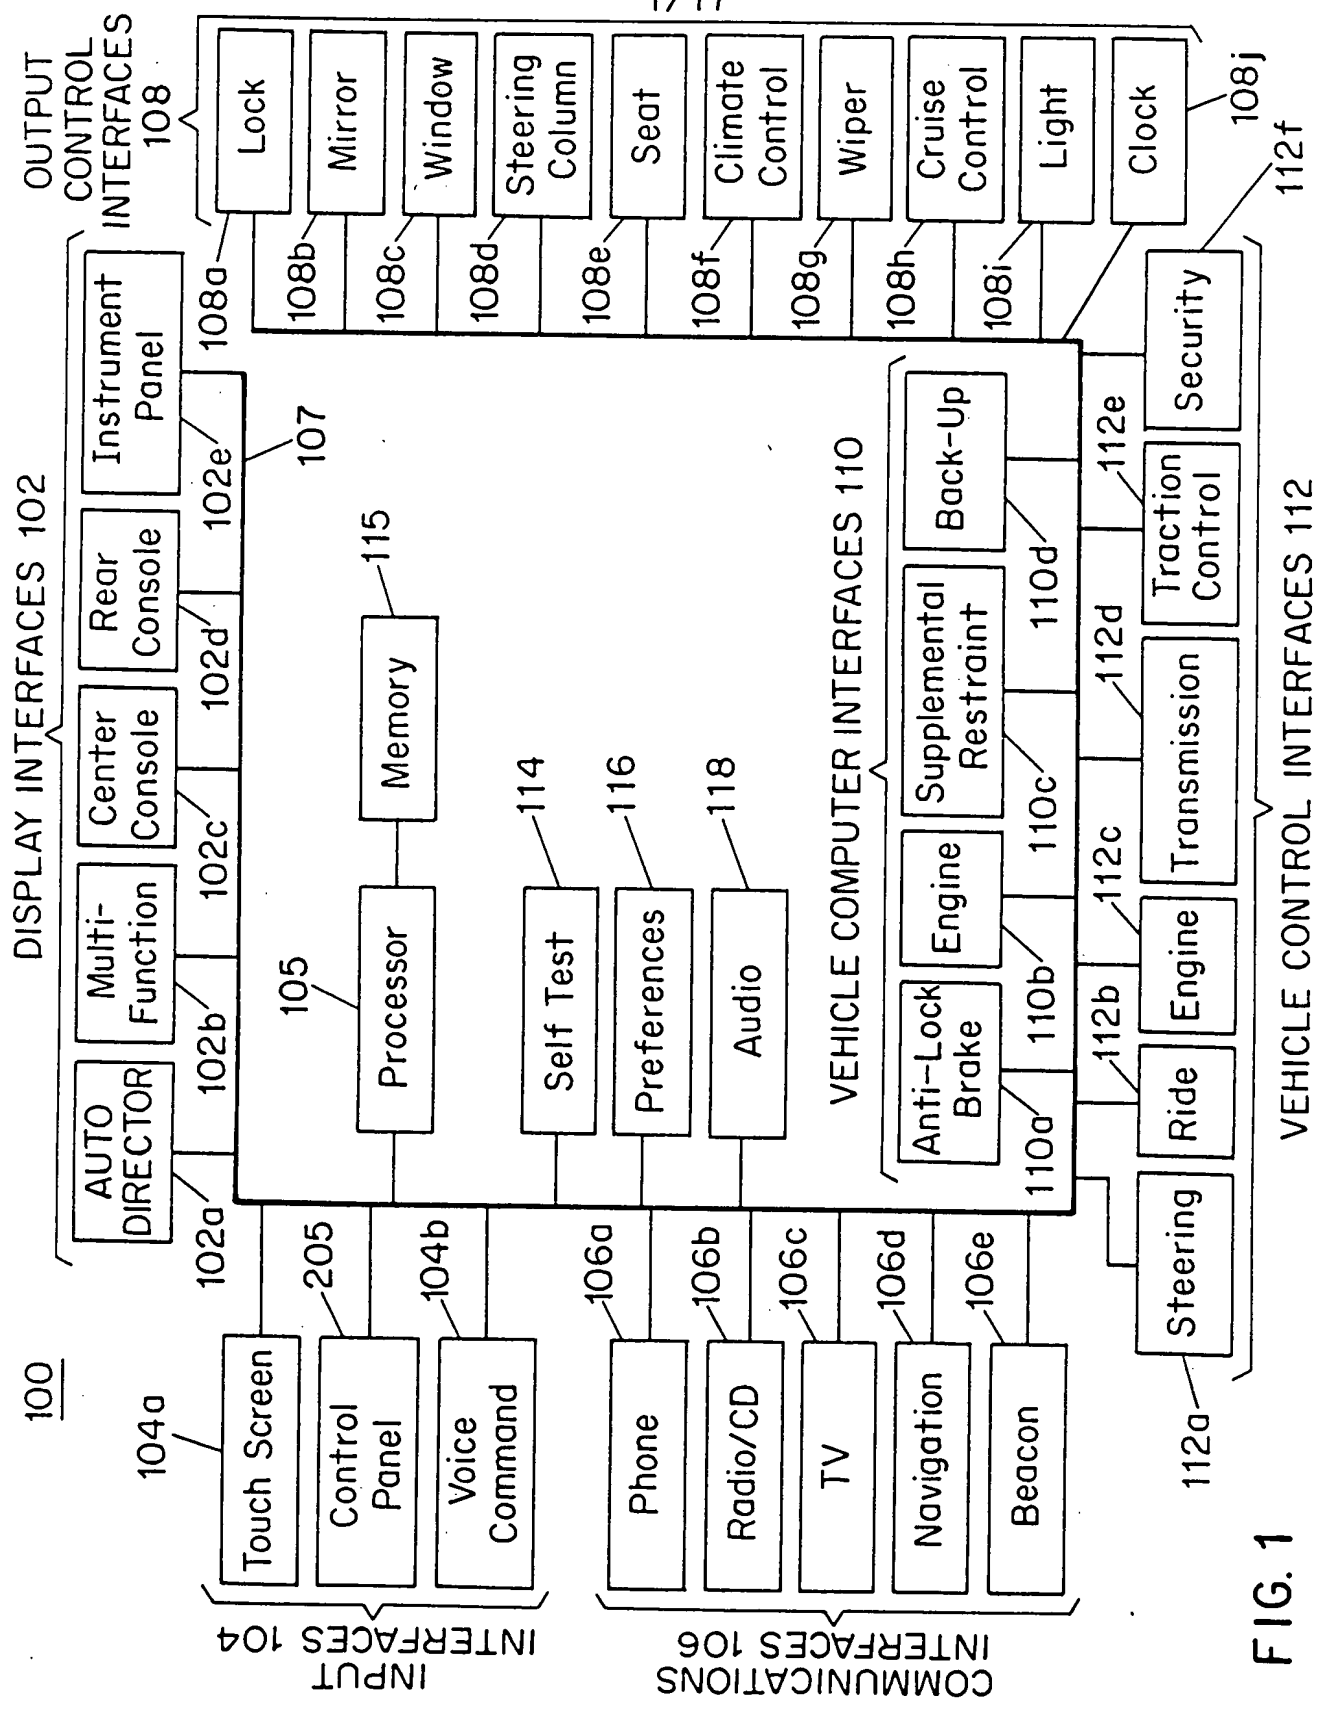 1/17
100
DISPLAY INTERFACES 102
AUTO
DIRECTOR
102a
Multi-
Function
102b
Center
Console
102c
Rear
Console
102d
Instrument
Panel
102e
OUTPUT
CONTROL
INTERFACES
108
Lock
108a
Mirror
108b
Window
108c
Steering
Column
108d
Seat
108e
Climate
Control
108f
Wiper
108g
Cruise
Control
108h
Light
108i
Clock
108j
INPUT
INTERFACES 104
104a
Touch Screen
205
Control
Panel
104b
Voice
Command
COMMUNICATIONS
INTERFACES 106
106a
Phone
106b
Radio/CD
106c
TV
106d
Navigation
106e
Beacon
107
105
Processor
115
Memory
114
Self Test
116
Preferences
118
Audio
VEHICLE COMPUTER INTERFACES 110
Anti-Lock
Brake
110a
Engine
110b
Supplemental
Restraint
110c
Back-Up
110d
112a
Steering
112b
Ride
112c
Engine
112d
Transmission
112e
Traction
Control
112f
Security
VEHICLE CONTROL INTERFACES 112
FIG. 1